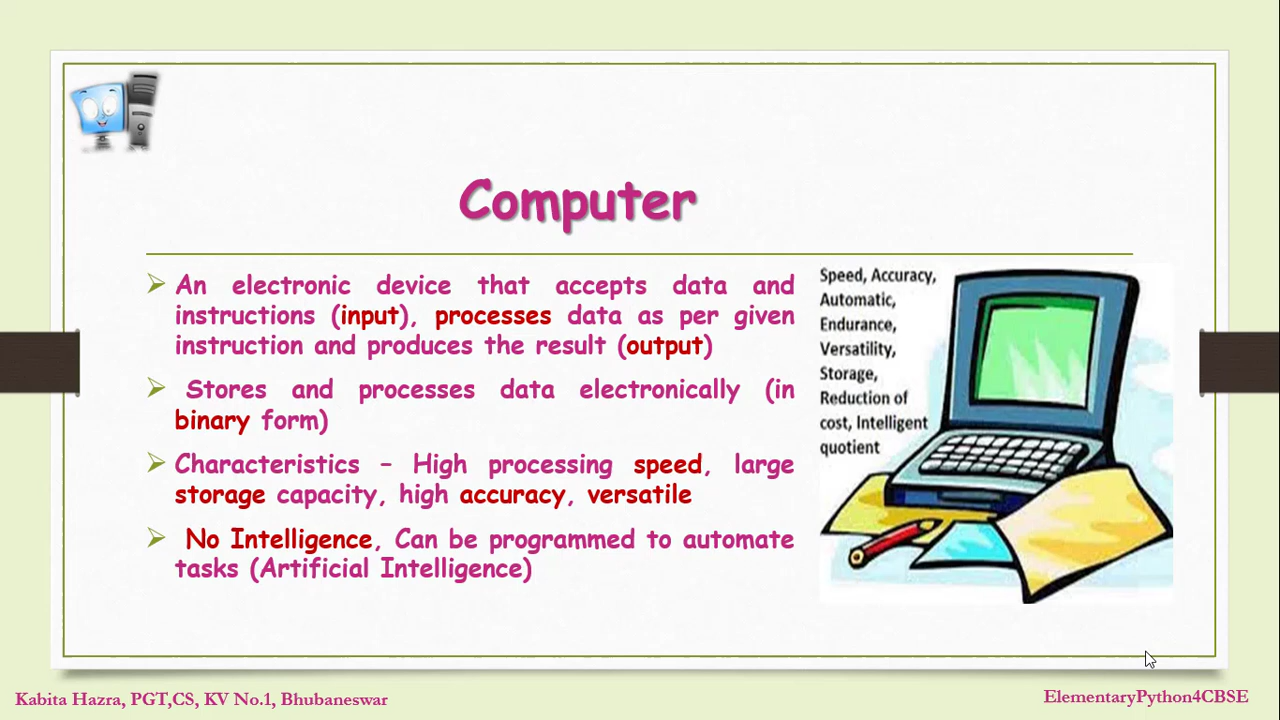 Computer
An electronic device that accepts data and
instructions (input), processes data as per given
instruction and produces the result (output)
Stores and processes data electronically (in
binary form)
Characteristics – High processing speed, large
storage capacity, high accuracy, versatile
No Intelligence, Can be programmed to automate
tasks (Artificial Intelligence)
Speed, Accuracy,
Automatic,
Endurance,
Versatility,
Storage,
Reduction of
cost, Intelligent
quotient
Kabita Hazra, PGT,CS, KV No.1, Bhubaneswar
ElementaryPython4CBSE